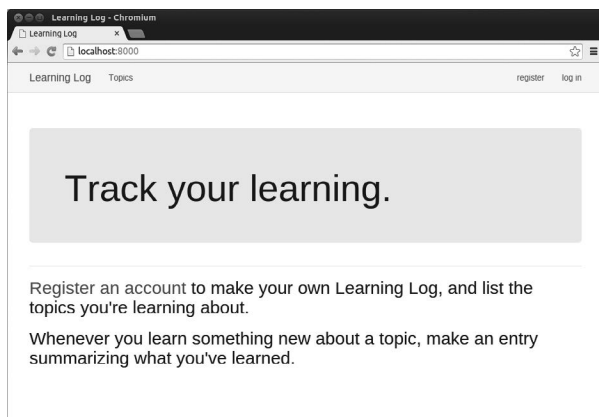 Learning Log - Chromium
Learning Log
localhost:8000
Learning Log Topics register log in
Track your learning.
Register an account to make your own Learning Log, and list the
topics you're learning about.
Whenever you learn something new about a topic, make an entry
summarizing what you've learned.